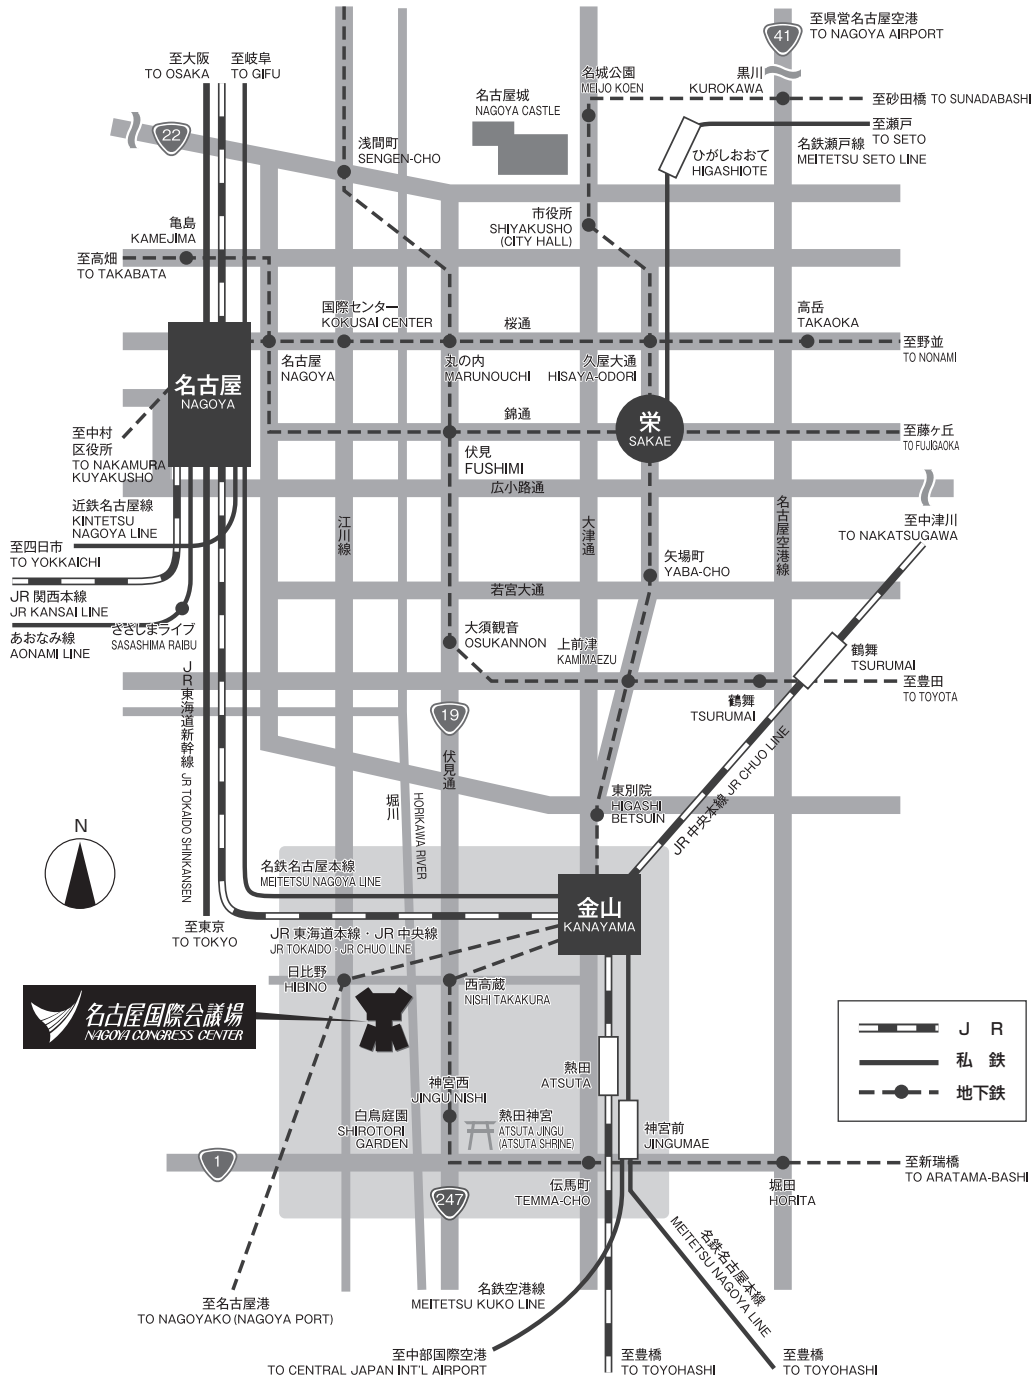 至県営名古屋空港
TO NAGOYA AIRPORT
41
至大阪
TO OSAKA
至岐阜
TO GIFU
名城公園
MEIJO KOEN
黒川
KUROKAWA
名古屋城
NAGOYA CASTLE
至砂田橋 TO SUNADABASHI
至瀬戸
TO SETO
22
浅間町
SENGEN-CHO
ひがしおおて
HIGASHIOTE
名鉄瀬戸線
MEITETSU SETO LINE
亀島
KAMEJIMA
市役所
SHIYAKUSHO
(CITY HALL)
至高畑
TO TAKABATA
国際センター
KOKUSAI CENTER
桜通
高岳
TAKAOKA
至野並
TO NONAMI
名古屋
NAGOYA
名古屋
NAGOYA
丸の内
MARUNOUCHI
久屋大通
HISAYA-ODORI
錦通
栄
SAKAE
至藤ヶ丘
TO FUJIGAOKA
至中村
区役所
TO NAKAMURA
KUYAKUSHO
伏見
FUSHIMI
広小路通
近鉄名古屋線
KINTETSU
NAGOYA LINE
江川線
大津通
名古屋空港線
至中津川
TO NAKATSUGAWA
至四日市
TO YOKKAICHI
矢場町
YABA-CHO
若宮大通
JR 関西本線
JR KANSAI LINE
あおなみ線
AONAMI LINE
ささしまライブ
SASASHIMA RAIBU
大須観音
OSUKANNON
上前津
KAMIMAEZU
鶴舞
TSURUMAI
至豊田
TO TOYOTA
鶴舞
TSURUMAI
19
JR東海道新幹線 JR TOKAIDO SHINKANSEN
伏見通
堀川
HORIKAWA RIVER
東別院
HIGASHI
BETSUIN
JR 中央本線 JR CHUO LINE
N
名鉄名古屋本線
MEITETSU NAGOYA LINE
金山
KANAYAMA
至東京
TO TOKYO
JR 東海道本線・JR 中央線
JR TOKAIDO・JR CHUO LINE
日比野
HIBINO
西高蔵
NISHI TAKAKURA
名古屋国際会議場
NAGOYA CONGRESS CENTER
J R
私 鉄
地下鉄
熱田
ATSUTA
神宮西
JINGU NISHI
白鳥庭園
SHIROTORI
GARDEN
熱田神宮
ATSUTA JINGU
(ATSUTA SHRINE)
神宮前
JINGUMAE
1
至新瑞橋
TO ARATAMA-BASHI
247
伝馬町
TEMMA-CHO
堀田
HORITA
名鉄空港線
MEITETSU KUKO LINE
名鉄名古屋本線
MEITETSU NAGOYA LINE
至名古屋港
TO NAGOYAKO (NAGOYA PORT)
至中部国際空港
TO CENTRAL JAPAN INT'L AIRPORT
至豊橋
TO TOYOHASHI
至豊橋
TO TOYOHASHI